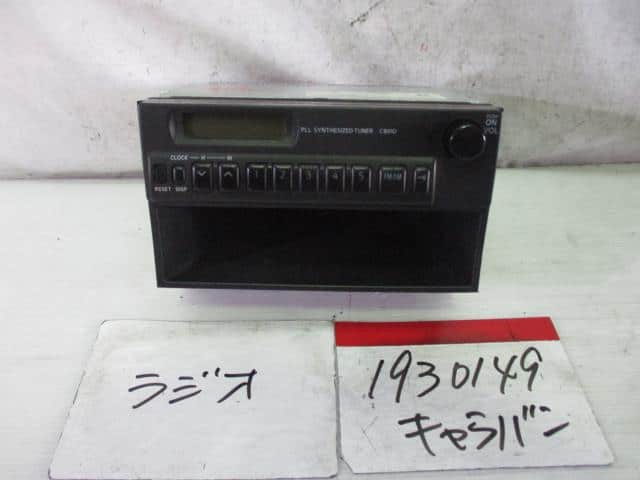 PLL SYNTHESIZED TUNER
PUSH
ON
VOL
CLOCK
H M
RESET DISP
1 2 3 4 5
FM/AM
ラジオ
1930149
キャラバン